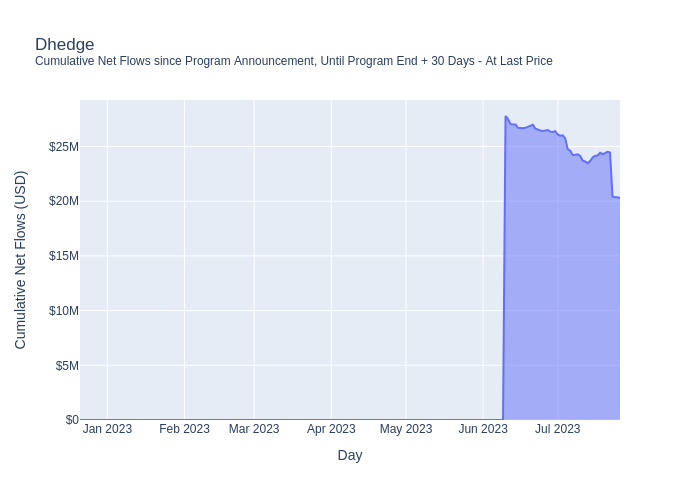 Dhedge
Cumulative Net Flows since Program Announcement, Until Program End + 30 Days - At Last Price
Cumulative Net Flows (USD)
$25M
$20M
$15M
$10M
$5M
$0
Jan 2023
Feb 2023
Mar 2023
Apr 2023
May 2023
Jun 2023
Jul 2023
Day